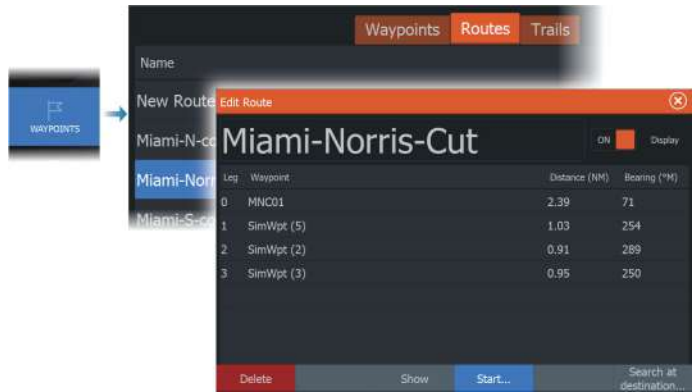 Waypoints Routes Trails
Name
WAYPOINTS
New Route
Miami-N-co
Miami-Norr
Miami-S-co
Edit Route
Miami-Norris-Cut
ON Display
Leg Waypoint Distance (NM) Bearing (°M)
0 MNC01 2.39 71
1 SimWpt (5) 1.03 254
2 SimWpt (2) 0.91 289
3 SimWpt (3) 0.95 250
Delete Show Start... Search at
destination...